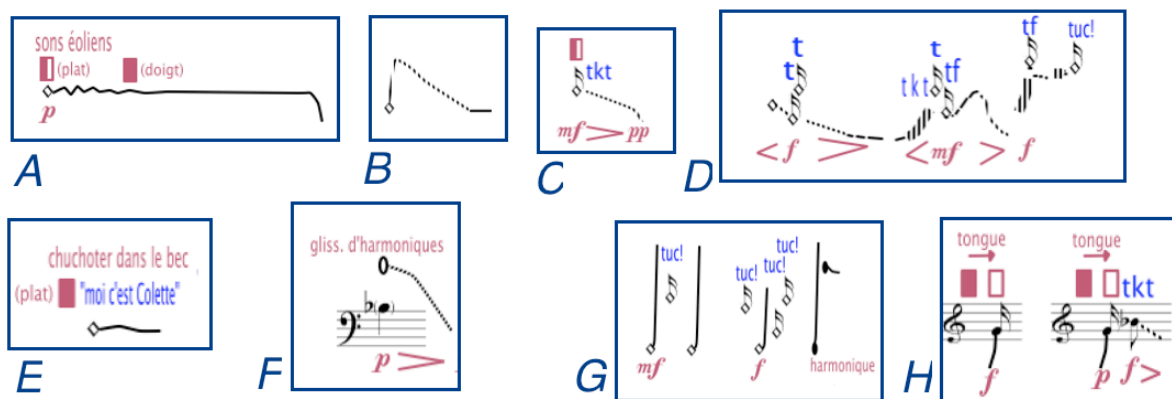 sons éoliens
(plat) (doigt)
p
A
B
tkt
mf > pp
C
t
t
t k t
t
tf
tf
tuc!
< f > < mf > f
D
chuchoter dans le bec
(plat) "moi c'est Colette"
E
gliss. d'harmoniques
p >
F
tuc!
tuc!
tuc!
tuc!
mf
f
harmonique
G
tongue
f
tongue
tkt
p f >
H